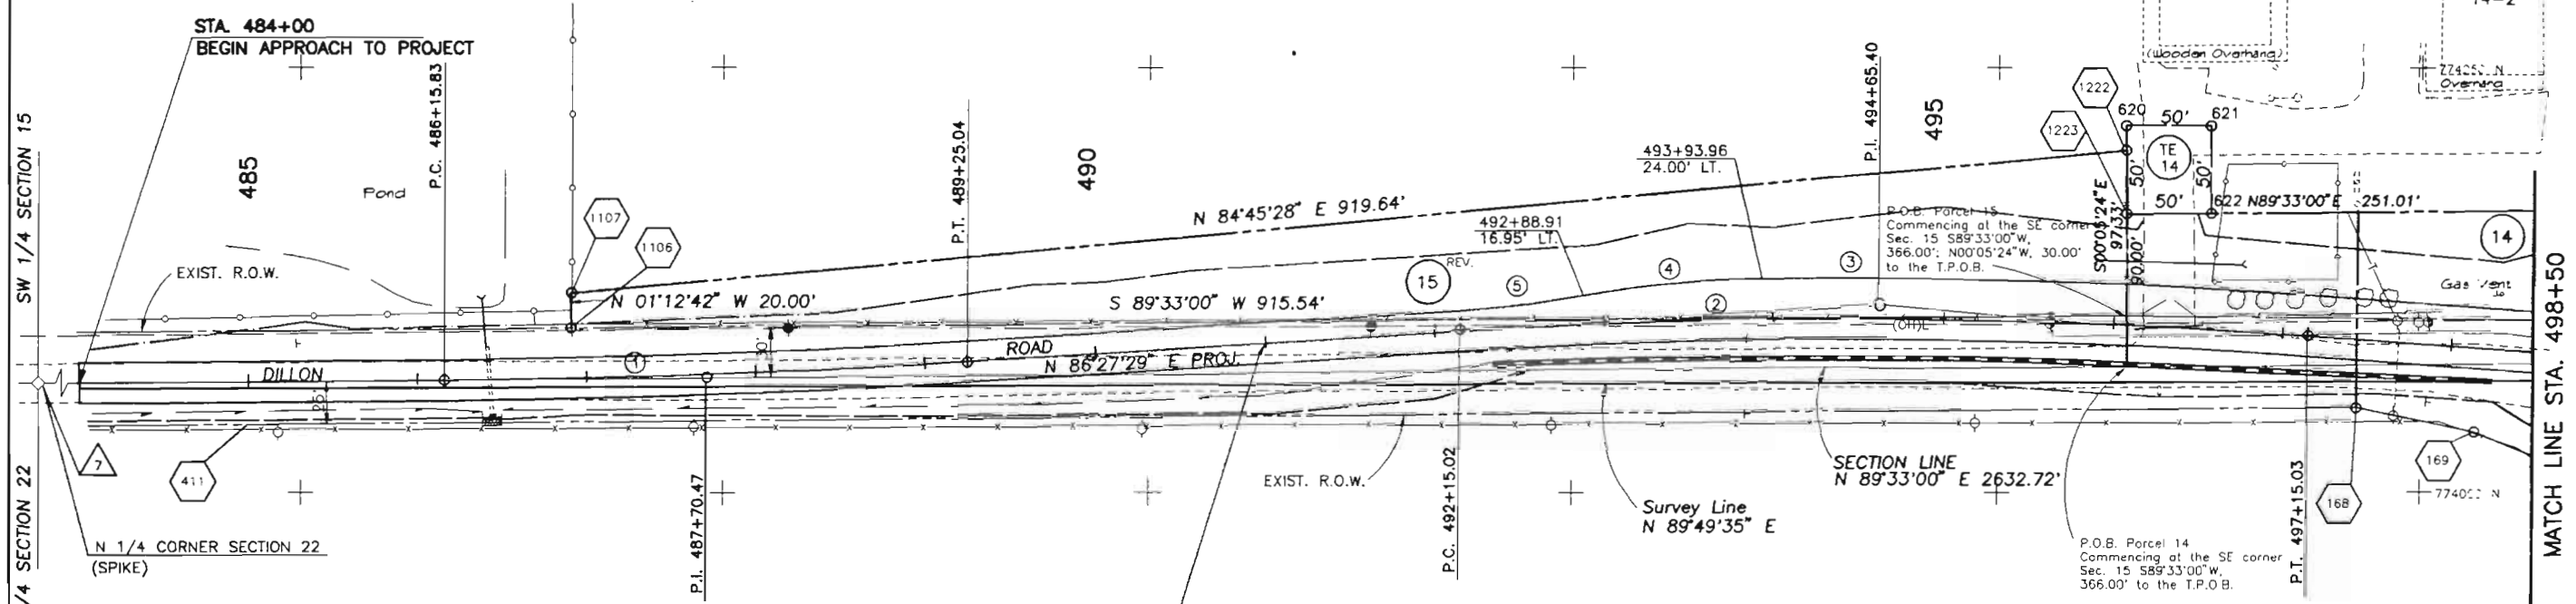 STA. 484+00
BEGIN APPROACH TO PROJECT
SW 1/4 SECTION 15
485
Pond
P.C. 486+15.83
EXIST. R.O.W.
1107
1106
N 01°12'42" W 20.00'
P.T. 489+25.04
490
N 84°45'28" E 919.64'
S 89°33'00" W 915.54'
492+88.91
16.95' LT.
493+93.96
24.00' LT.
P.I. 494+65.40
495
15
REV.
5
4
3
2
1
P.O.B. Parcel 15
Commencing at the SE corner
Sec. 15 S89'33'00"W,
366.00'; N00'05'24"W, 30.00'
to the T.P.O.B.
1222
1223
620
50'
621
TE
14
50'
50'
50'
622 N89°33'00"E 251.01'
S00°05'24"E
97.33'
90.00'
(Wooden Overhang)
14-2
Overhang
14
Gas Vent
(OH)L
DILLON
ROAD
N 86°27'29" E PROJ.
25'
7
411
N 1/4 CORNER SECTION 22
(SPIKE)
/4 SECTION 22
P.I. 487+70.47
EXIST. R.O.W.
P.C. 492+15.02
Survey Line
N 89°49'35" E
SECTION LINE
N 89°33'00" E 2632.72'
P.O.B. Parcel 14
Commencing at the SE corner
Sec. 15 S89'33'00"W,
366.00' to the T.P.O.B.
P.T. 497+15.03
168
169
MATCH LINE STA. 498+50